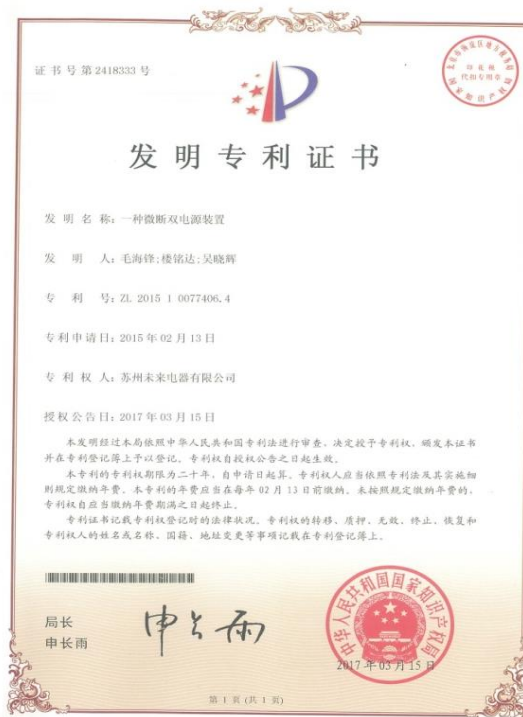 证书号第2418333号
印花税
代扣专用章
发明专利证书
发明名称：一种微断双电源装置
发明人：毛海锋;楼铭达;吴晓辉
专利号：ZL 2015 1 0077406.4
专利申请日：2015年02月13日
专利权人：苏州未来电器有限公司
授权公告日：2017年03月15日
本发明经过本局依照中华人民共和国专利法进行审查，决定授予专利权，颁发本证书
并在专利登记簿上予以登记。专利权自授权公告之日起生效。
本专利的专利权期限为二十年，自申请日起算。专利权人应当依照专利法及其实施细
则规定缴纳年费。本专利的年费应当在每年02月13日前缴纳。未按照规定缴纳年费的，
专利权自应当缴纳年费期满之日起终止。
专利证书记载专利权登记时的法律状况。专利权的转移、质押、无效、终止、恢复和
专利权人的姓名或名称、国籍、地址变更等事项记载在专利登记簿上。
局长
申长雨
申长雨
中华人民共和国国家知识产权局
2017年03月15日
第1页(共1页)